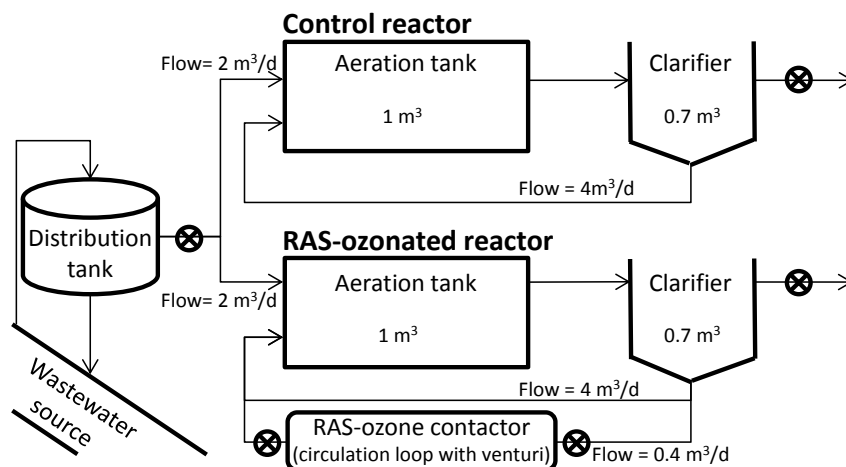 Control reactor
Flow= 2 m³/d
Aeration tank
1 m³
Clarifier
0.7 m³
Flow = 4m³/d
Distribution
tank
RAS-ozonated reactor
Flow= 2 m³/d
Aeration tank
1 m³
Clarifier
0.7 m³
Flow = 4 m³/d
Wastewater
source
RAS-ozone contactor
(circulation loop with venturi)
Flow = 0.4 m³/d